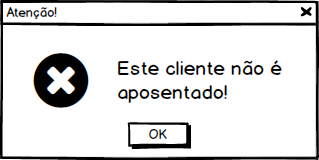 Atenção!
Este cliente não é
aposentado!
OK